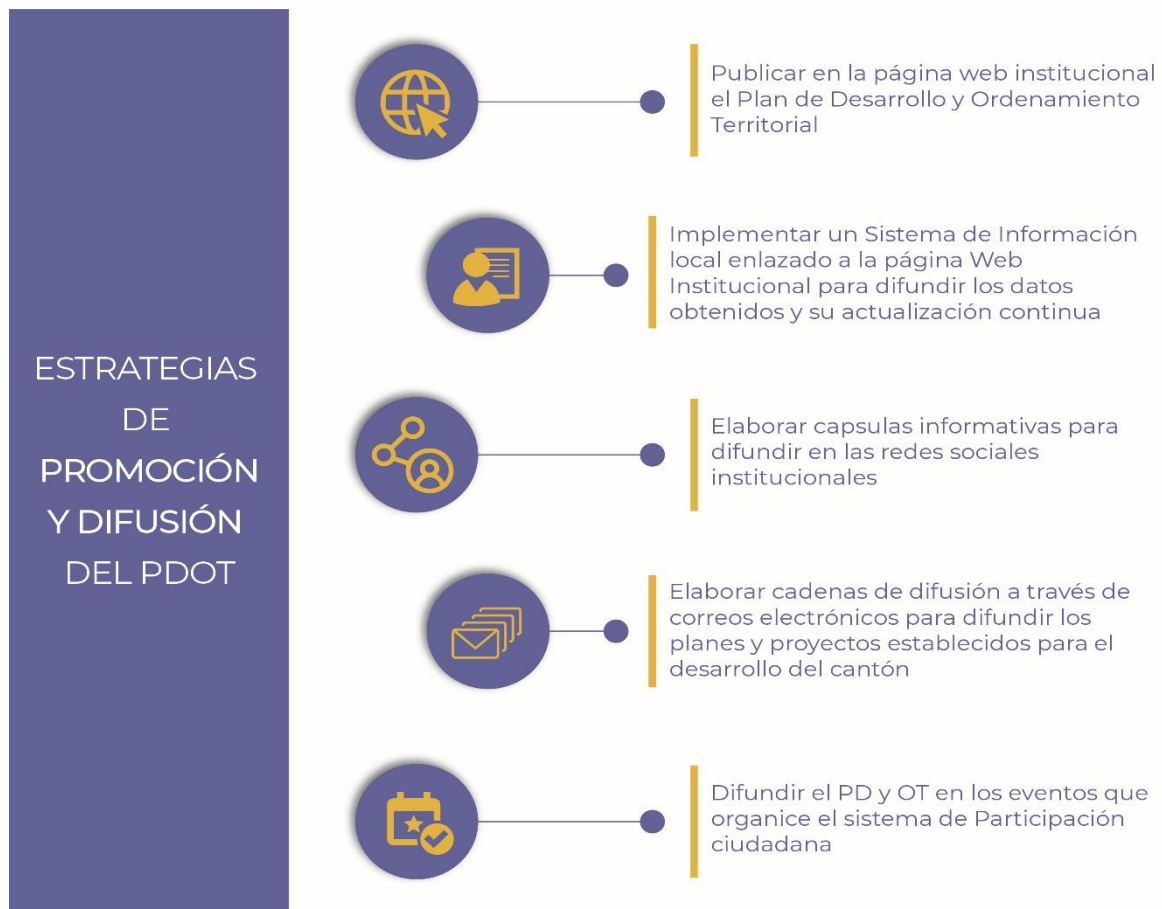 ESTRATEGIAS
DE
PROMOCIÓN
Y DIFUSIÓN
DEL PDOT
Publicar en la página web institucional
el Plan de Desarrollo y Ordenamiento
Territorial
Implementar un Sistema de Información
local enlazado a la página Web
Institucional para difundir los datos
obtenidos y su actualización continua
Elaborar capsulas informativas para
difundir en las redes sociales
institucionales
Elaborar cadenas de difusión a través de
correos electrónicos para difundir los
planes y proyectos establecidos para el
desarrollo del cantón
Difundir el PD y OT en los eventos que
organice el sistema de Participación
ciudadana